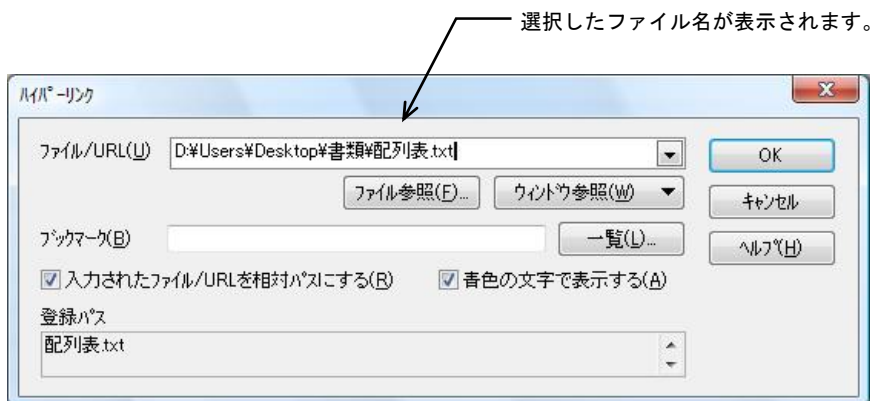 選択したファイル名が表示されます。
ﾊｲﾊﾟｰﾘﾝｸ
ﾌｧｲﾙ/URL(U) D:¥Users¥Desktop¥書類¥配列表.txt OK
ﾌｧｲﾙ参照(F)... ｳｨﾝﾄﾞｳ参照(W) ｷｬﾝｾﾙ
ﾌﾞｯｸﾏｰｸ(B) 一覧(L)... ﾍﾙﾌﾟ(H)
入力されたﾌｧｲﾙ/URLを相対ﾊﾟｽにする(R) 青色の文字で表示する(A)
登録ﾊﾟｽ
配列表.txt